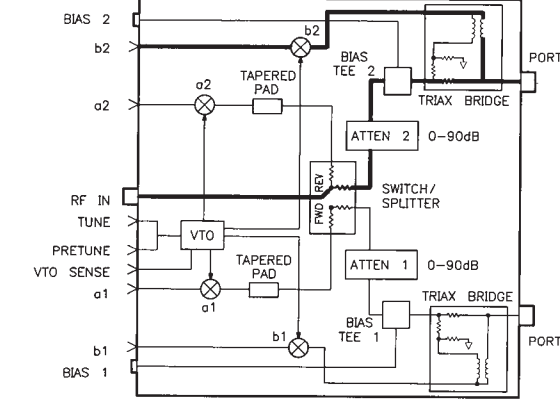 BIAS 2
b2
b2
BIAS
TEE 2
PORT
TAPERED
PAD
a2
a2
TRIAX BRIDGE
ATTEN 2
0-90dB
REV
RF IN
SWITCH/
SPLITTER
FWD
TUNE
VTO
PRETUNE
TAPERED
PAD
ATTEN 1
0-90dB
VTO SENSE
a1
a1
TRIAX BRIDGE
BIAS
TEE 1
PORT
b1
b1
BIAS 1